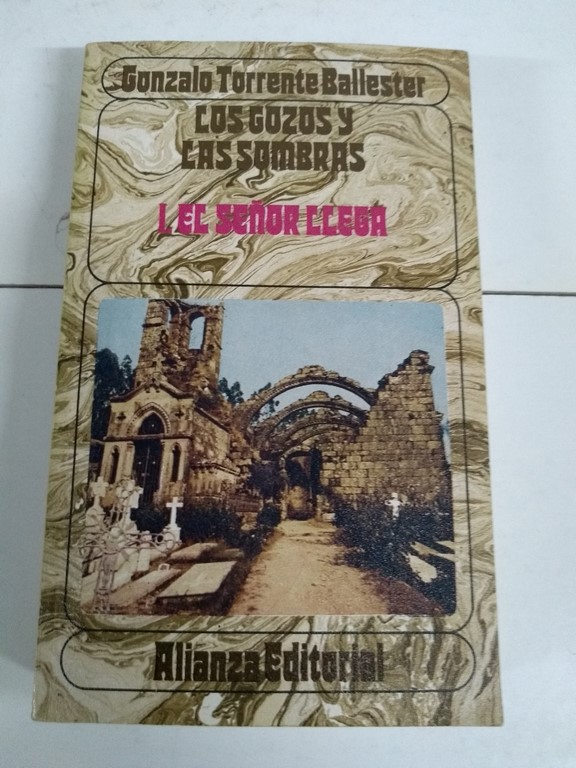 Gonzalo Torrente Ballester
LOS GOZOS Y
LAS SOMBRAS
I. EL SEÑOR LLEGA
Alianza Editorial